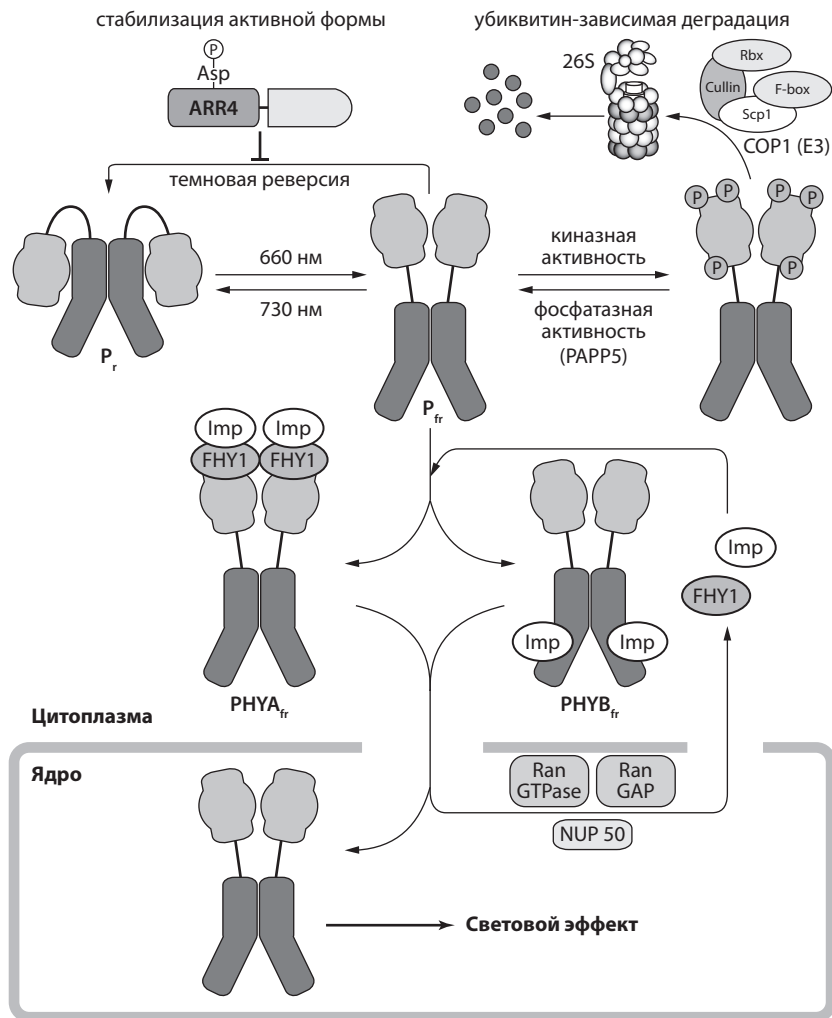 стабилизация активной формы
убиквитин-зависимая деградация
P
Asp
ARR4
26S
Rbx
Cullin
F-box
Scp1
COP1 (E3)
темновая реверсия
P
P
P
P
P
P
660 нм
730 нм
киназная
активность
фосфатазная
активность
(PAPP5)
Pr
Pfr
Imp
Imp
FHY1
FHY1
Imp
FHY1
Imp
Imp
PHYAfr
PHYBfr
Цитоплазма
Ядро
Ran
GTPase
Ran
GAP
NUP 50
Световой эффект